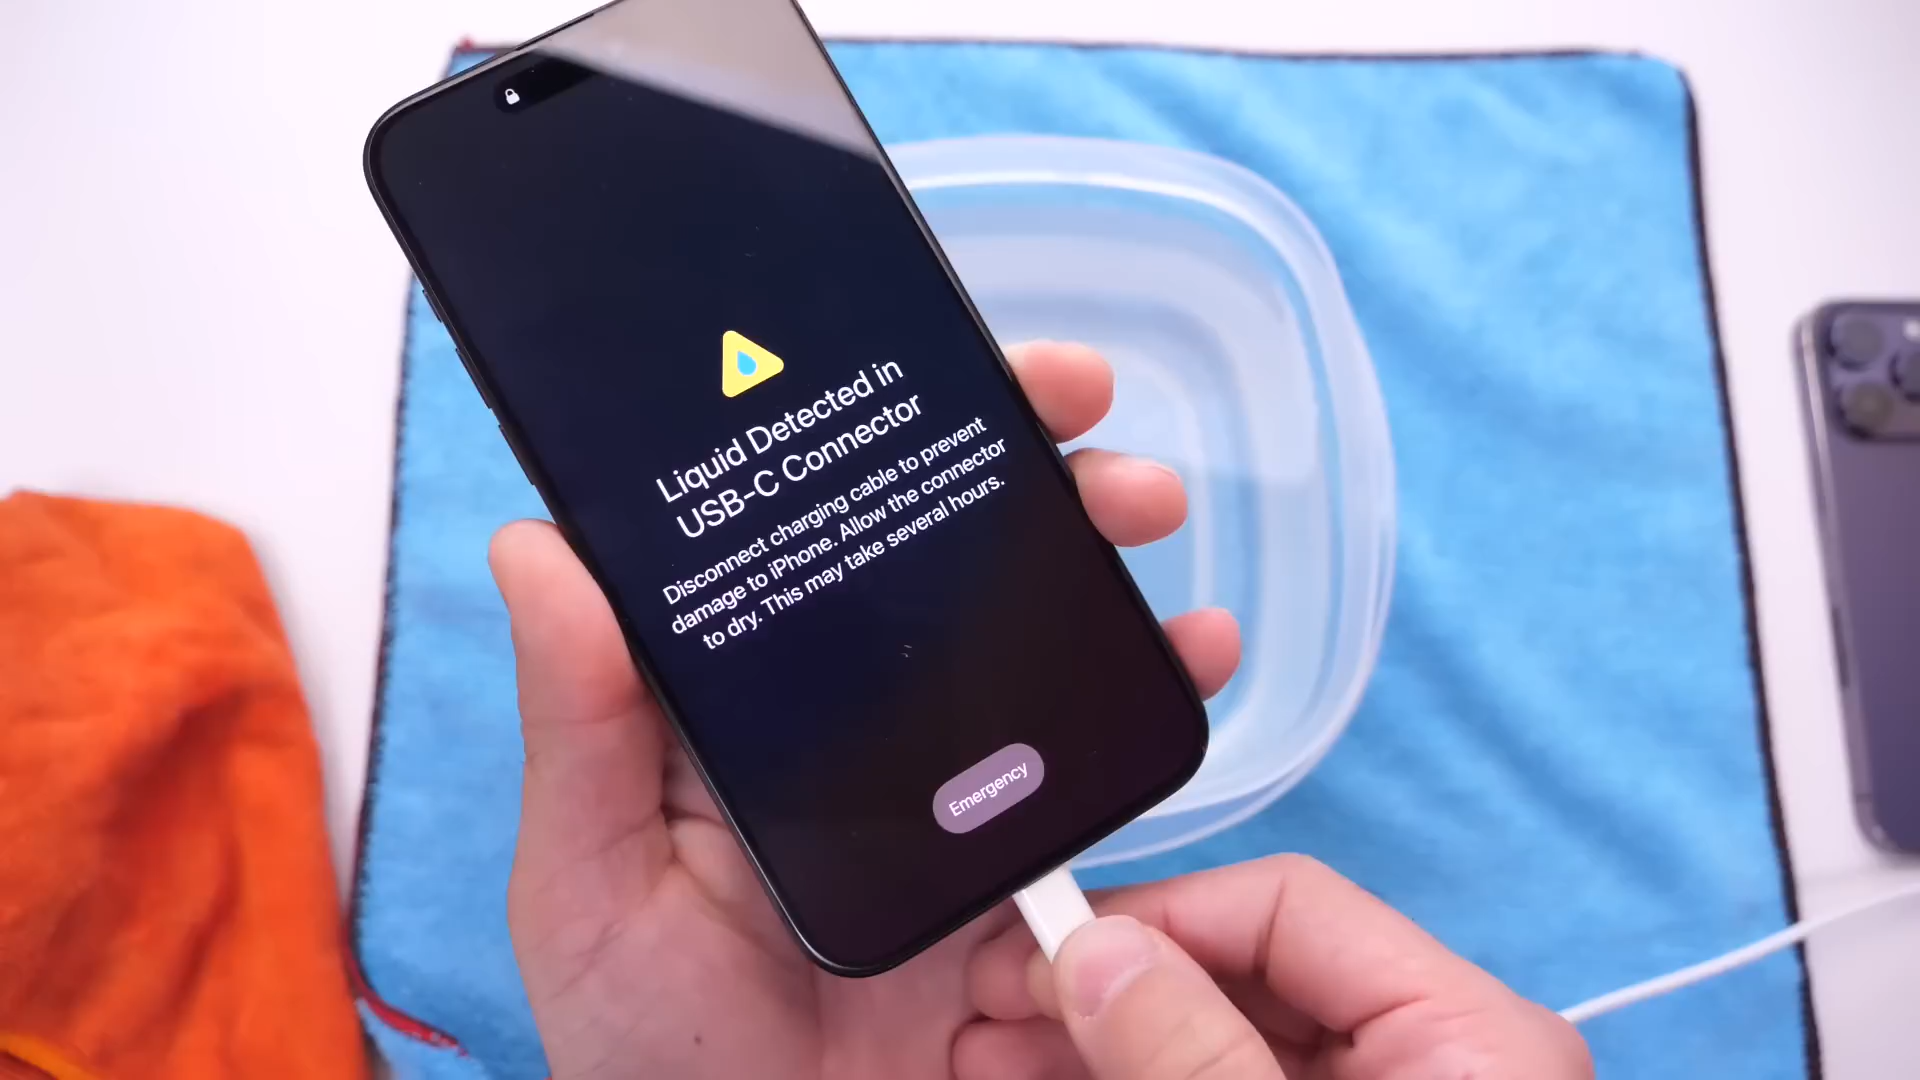 Liquid Detected in
USB-C Connector
Disconnect charging cable to prevent
damage to iPhone. Allow the connector
to dry. This may take several hours.
Emergency